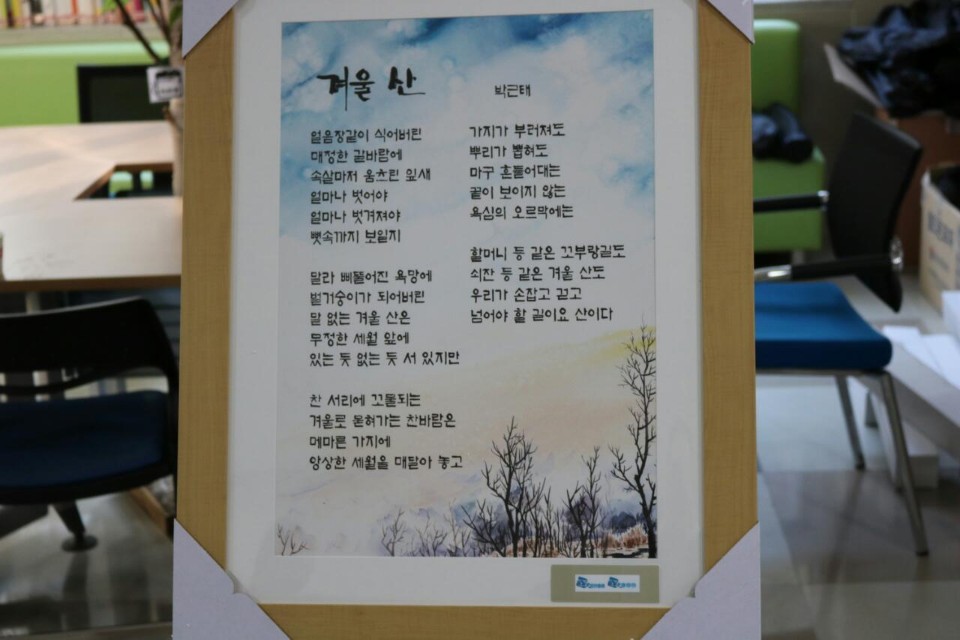 겨울 산
박근태
얼음장같이 식어버린
대정한 갈바람에
속살마저 움츠린 잎새
얼마나 벗어야
얼마나 벗겨져야
뼛속까지 보일지
말라 삐뚤어진 욕망에
벌거숭이가 되어버린
말 없는 겨울 산은
무정한 세월 앞에
있는 듯 없는 듯 서 있지만
찬 서리에 꼬뚤되는
겨울로 돋혀가는 찬바람은
메마른 가지에
앙상한 세월을 매달아 놓고
가지가 부러져도
뿌리가 뽑혀도
마구 흔들어대는
끝이 보이지 않는
욕심의 오르막에는
할머니 등 같은 꼬부랑길도
쇠잔 등 같은 겨울 산도
우리가 손잡고 걷고
넘어야 할 길이요 산이다